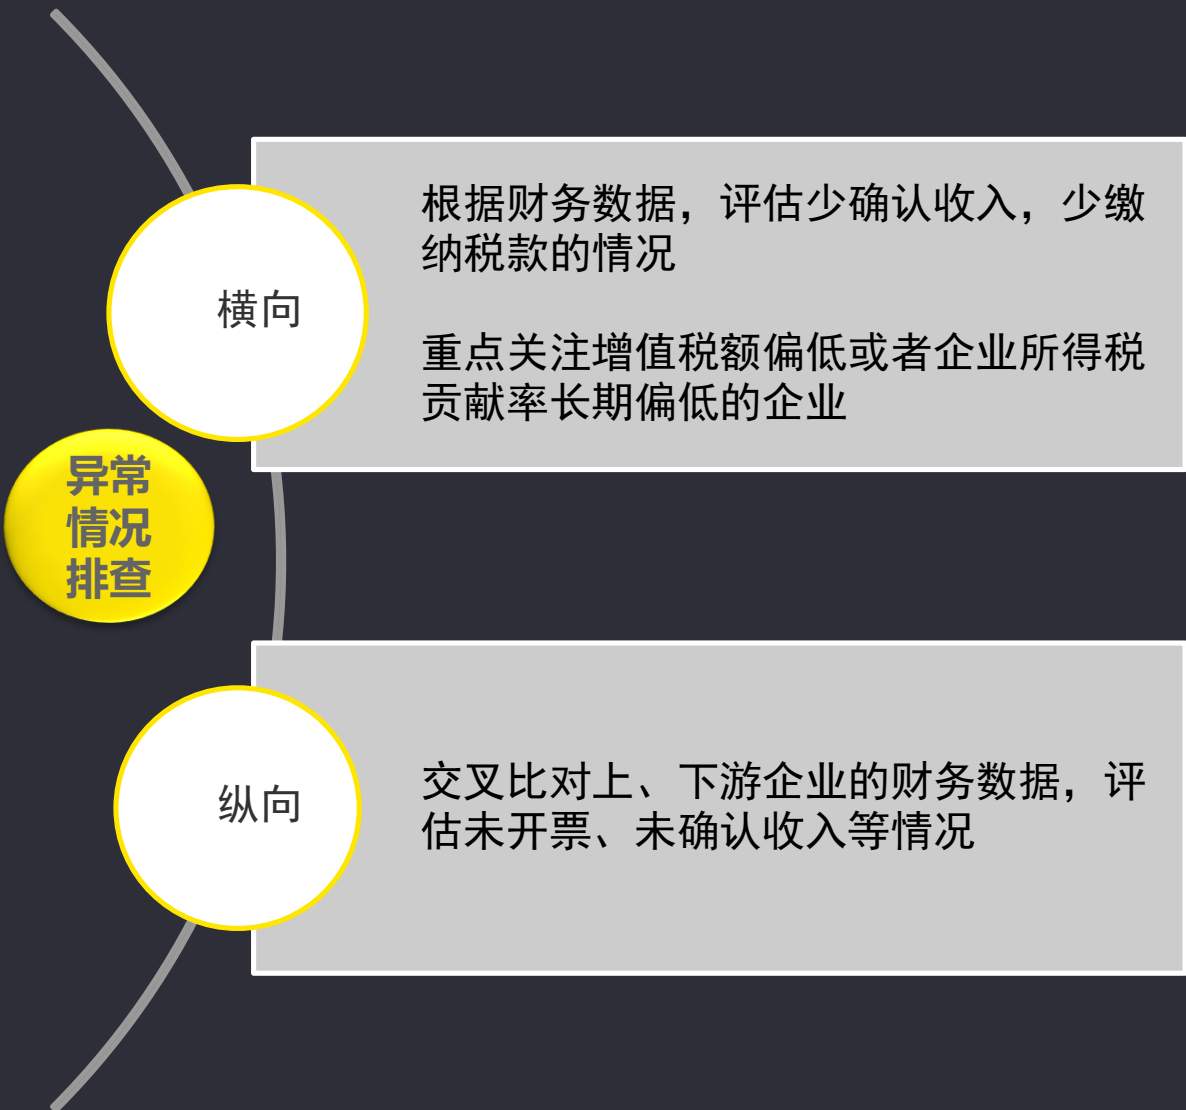 异常
情况
排查
横向
根据财务数据，评估少确认收入，少缴
纳税款的情况
重点关注增值税额偏低或者企业所得税
贡献率长期偏低的企业
纵向
交叉比对上、下游企业的财务数据，评
估未开票、未确认收入等情况